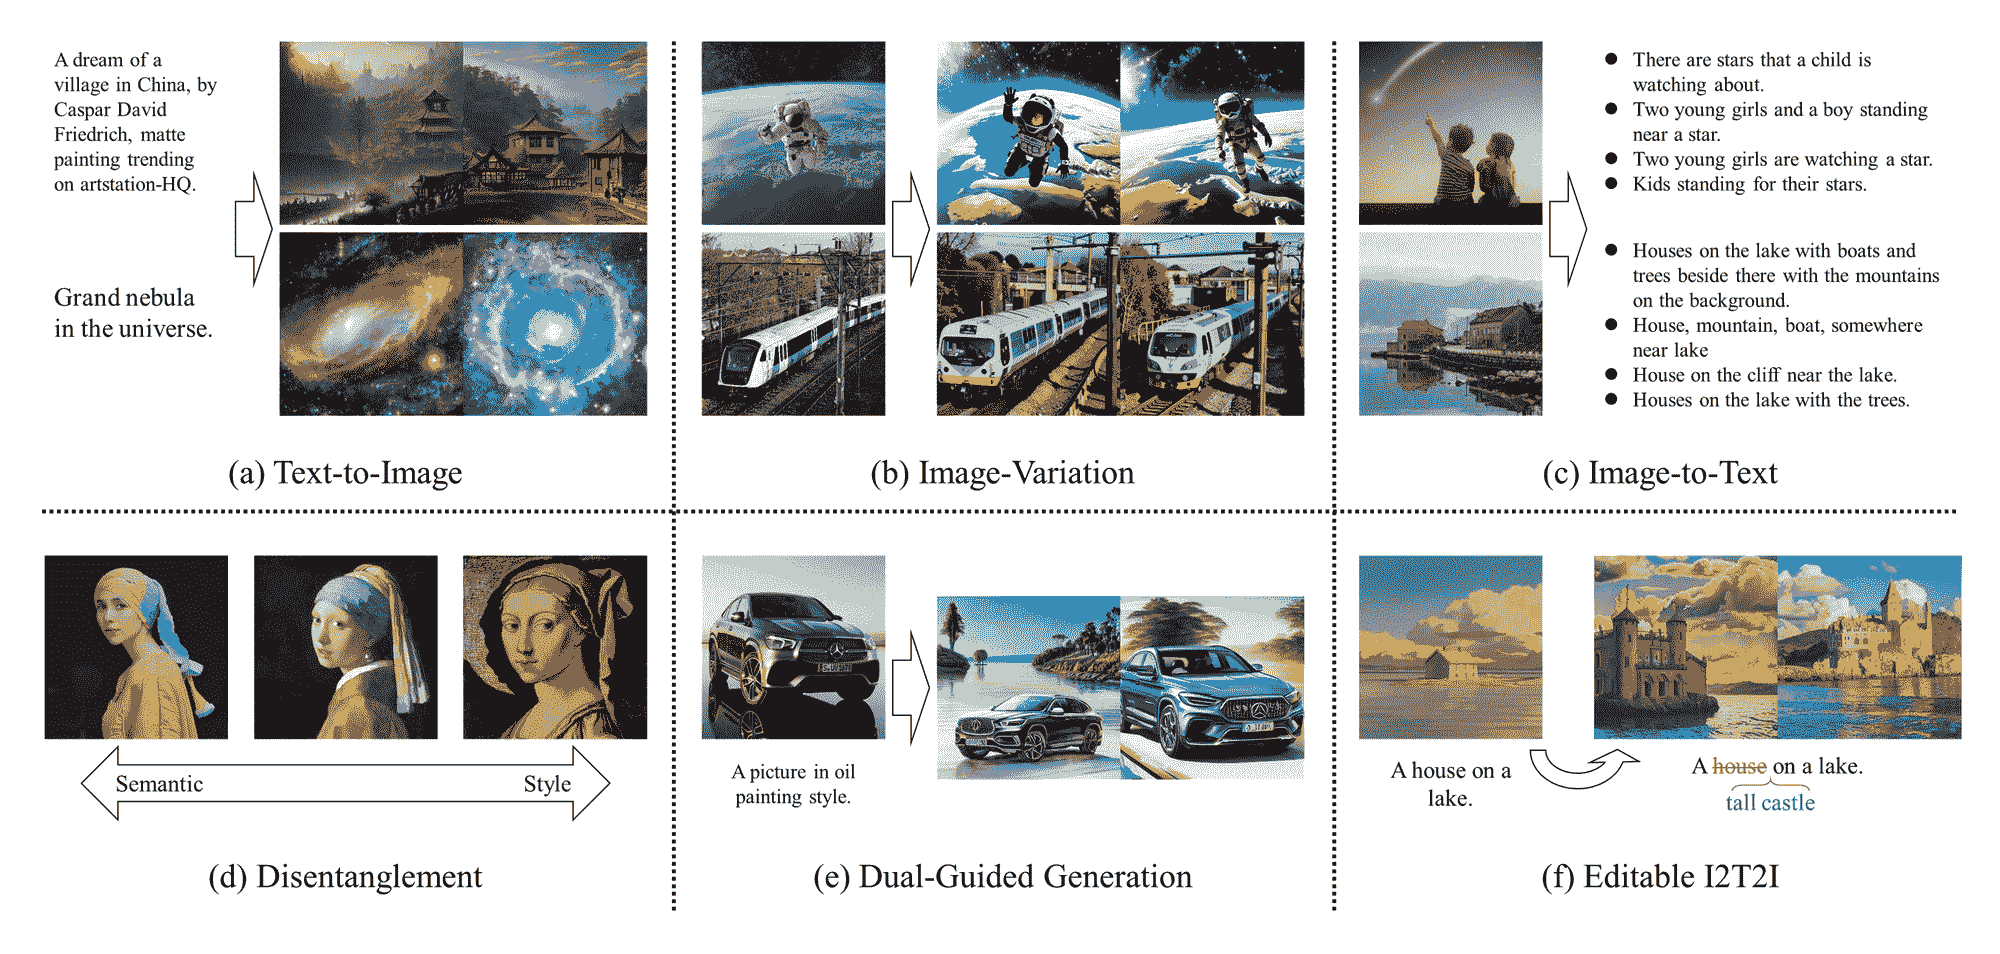 A dream of a
village in China, by
Caspar David
Friedrich, matte
painting trending
on artstation-HQ.
Grand nebula
in the universe.
(a) Text-to-Image
(b) Image-Variation
● There are stars that a child is
watching about.
● Two young girls and a boy standing
near a star.
● Two young girls are watching a star.
● Kids standing for their stars.
● Houses on the lake with boats and
trees beside there with the mountains
on the background.
● House, mountain, boat, somewhere
near lake
● House on the cliff near the lake.
● Houses on the lake with the trees.
(c) Image-to-Text
Semantic
Style
(d) Disentanglement
A picture in oil
painting style.
(e) Dual-Guided Generation
A house on a
lake.
A house on a lake.
tall castle
(f) Editable I2T2I